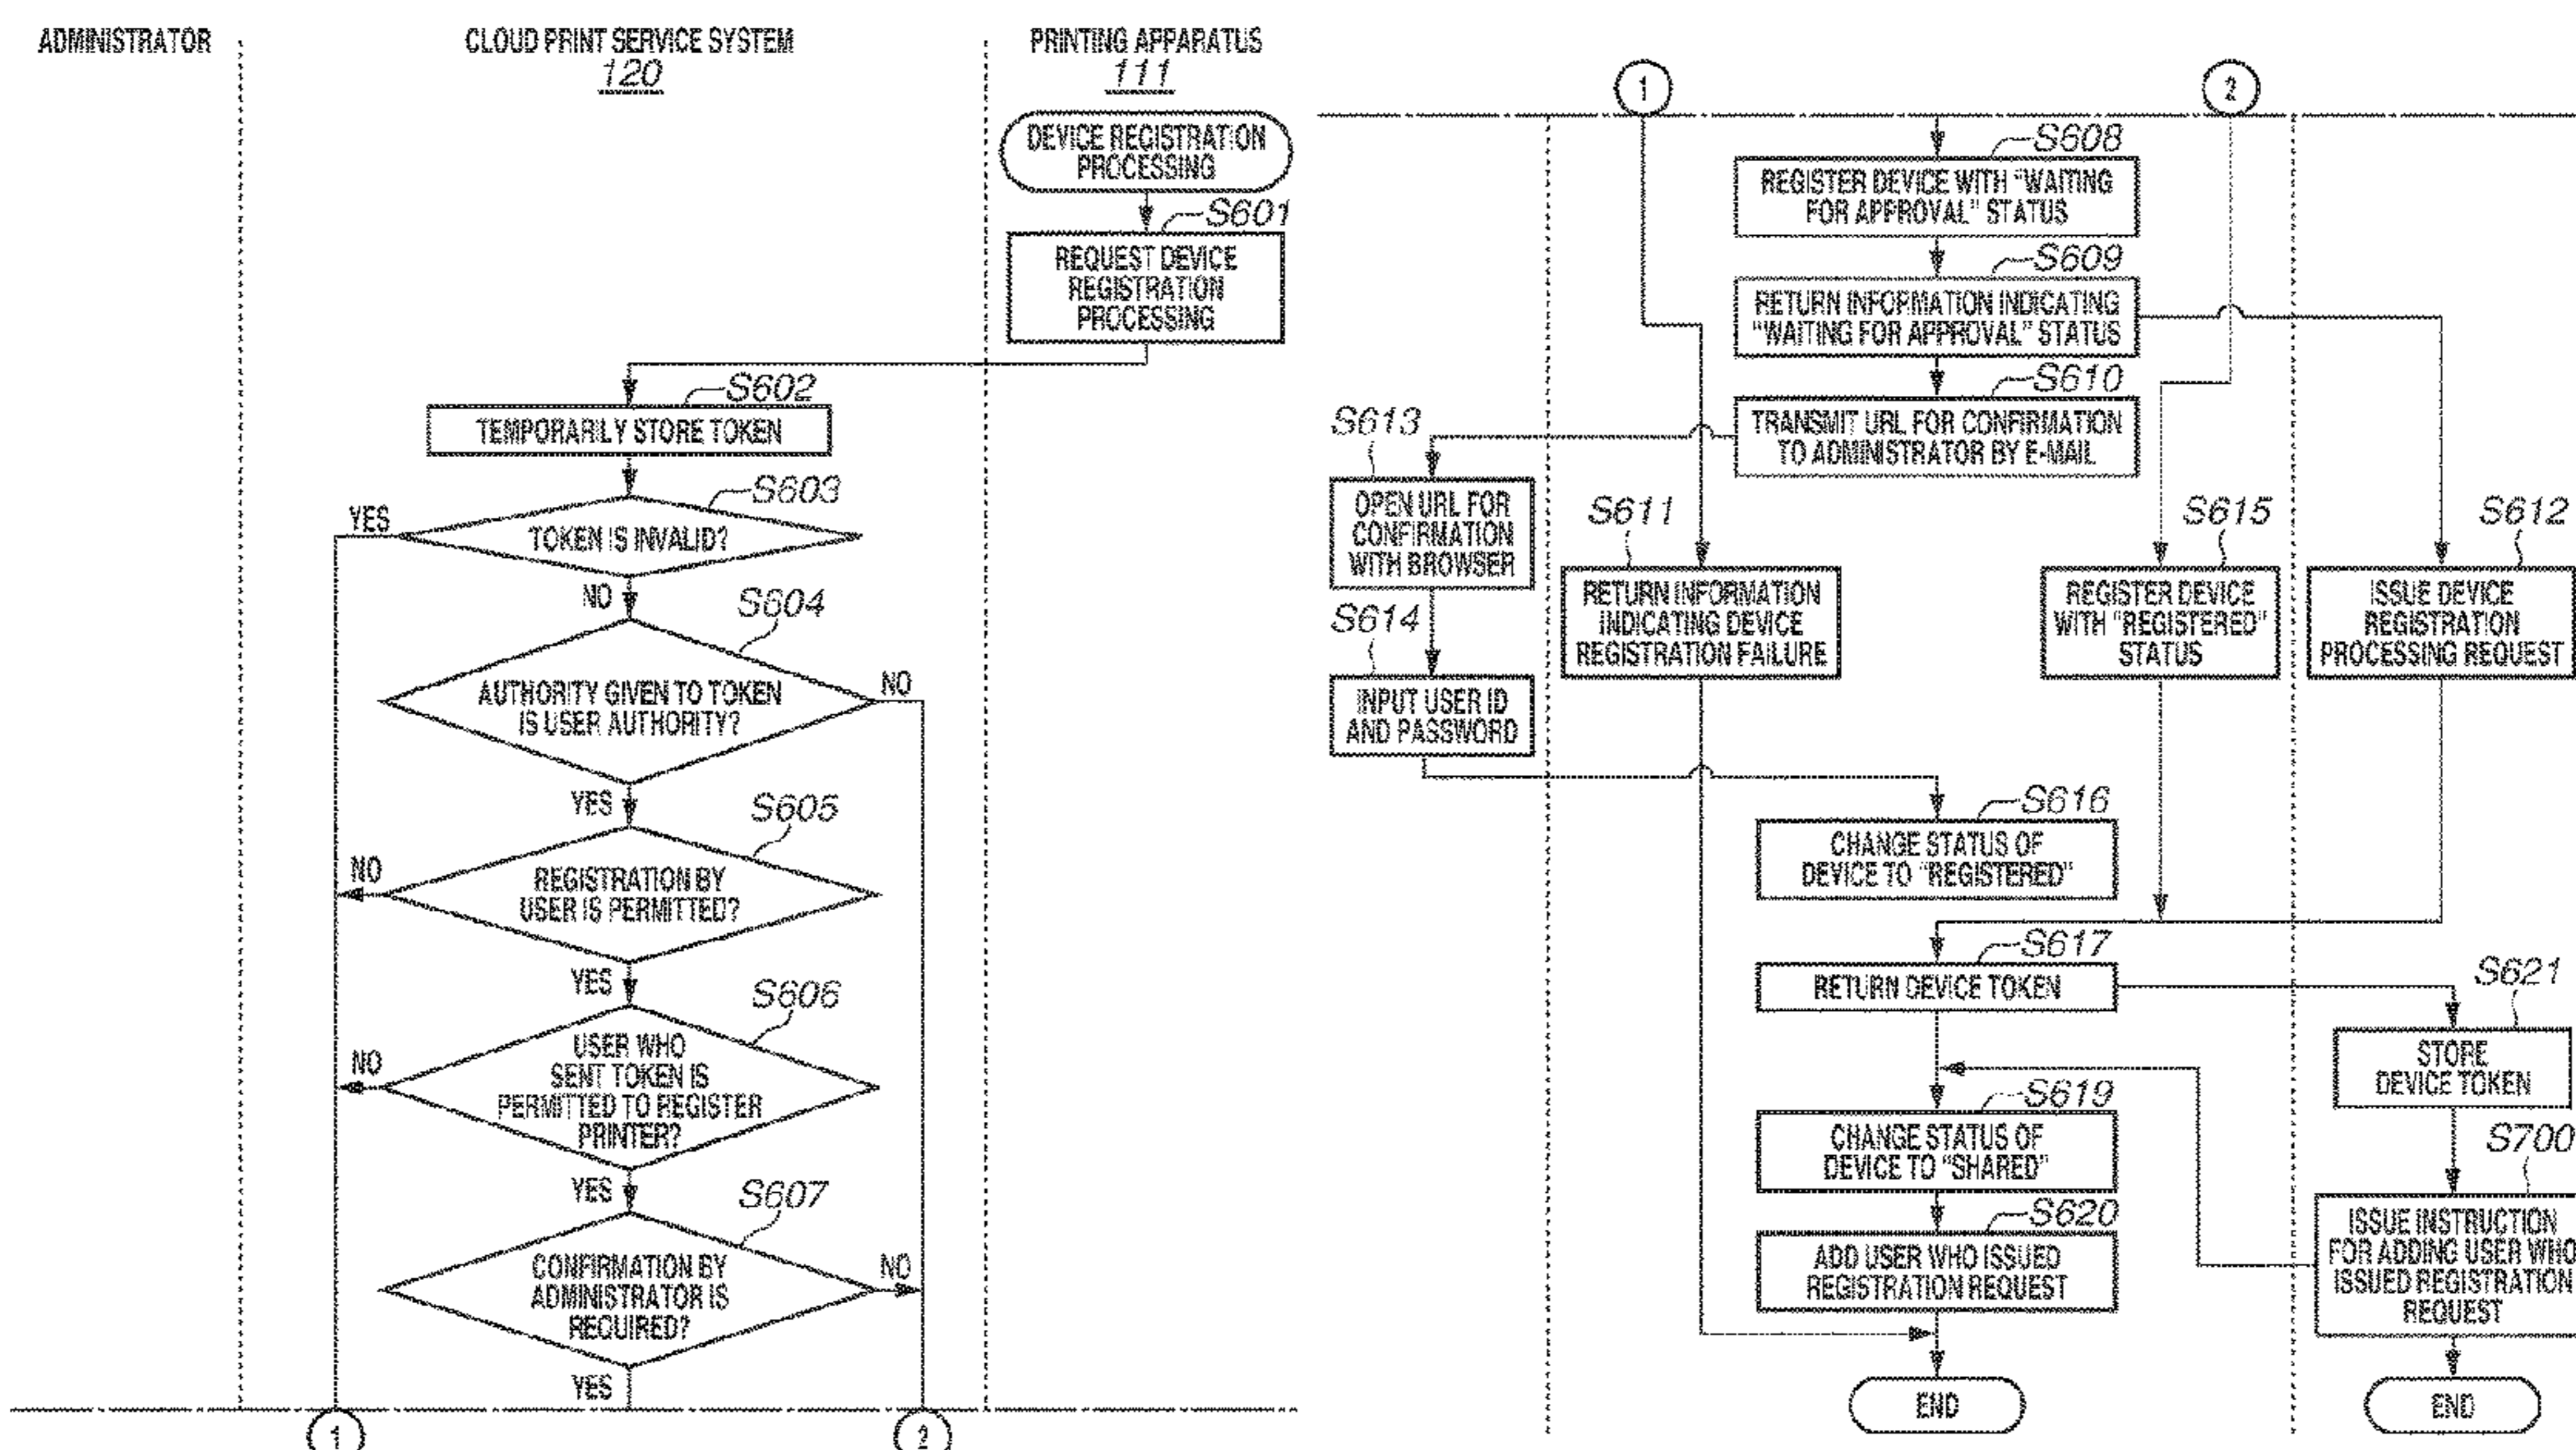 ADMINISTRATOR
CLOUD PRINT SERVICE SYSTEM
120
PRINTING APPARATUS
111
DEVICE REGISTRATION
PROCESSING
S601
REQUEST DEVICE
REGISTRATION
PROCESSING
S602
TEMPORARILY STORE TOKEN
S603
YES
TOKEN IS INVALID?
NO
S604
AUTHORITY GIVEN TO TOKEN
IS USER AUTHORITY?
NO
YES
S605
NO
REGISTRATION BY
USER IS PERMITTED?
YES
S606
NO
USER WHO
SENT TOKEN IS
PERMITTED TO REGISTER
PRINTER?
YES
S607
CONFIRMATION BY
ADMINISTRATOR IS
REQUIRED?
NO
YES
1
2
1
2
S608
REGISTER DEVICE WITH "WAITING
FOR APPROVAL" STATUS
S609
RETURN INFORMATION INDICATING
"WAITING FOR APPROVAL" STATUS
S610
TRANSMIT URL FOR CONFIRMATION
TO ADMINISTRATOR BY E-MAIL
S613
OPEN URL FOR
CONFIRMATION
WITH BROWSER
S611
RETURN INFORMATION
INDICATING DEVICE
REGISTRATION FAILURE
S615
REGISTER DEVICE
WITH "REGISTERED"
STATUS
S612
ISSUE DEVICE
REGISTRATION
PROCESSING REQUEST
S614
INPUT USER ID
AND PASSWORD
S616
CHANGE STATUS OF
DEVICE TO "REGISTERED"
S617
RETURN DEVICE TOKEN
S621
STORE
DEVICE TOKEN
S619
CHANGE STATUS OF
DEVICE TO "SHARED"
S700
ISSUE INSTRUCTION
FOR ADDING USER WHO
ISSUED REGISTRATION
REQUEST
S620
ADD USER WHO ISSUED
REGISTRATION REQUEST
END
END